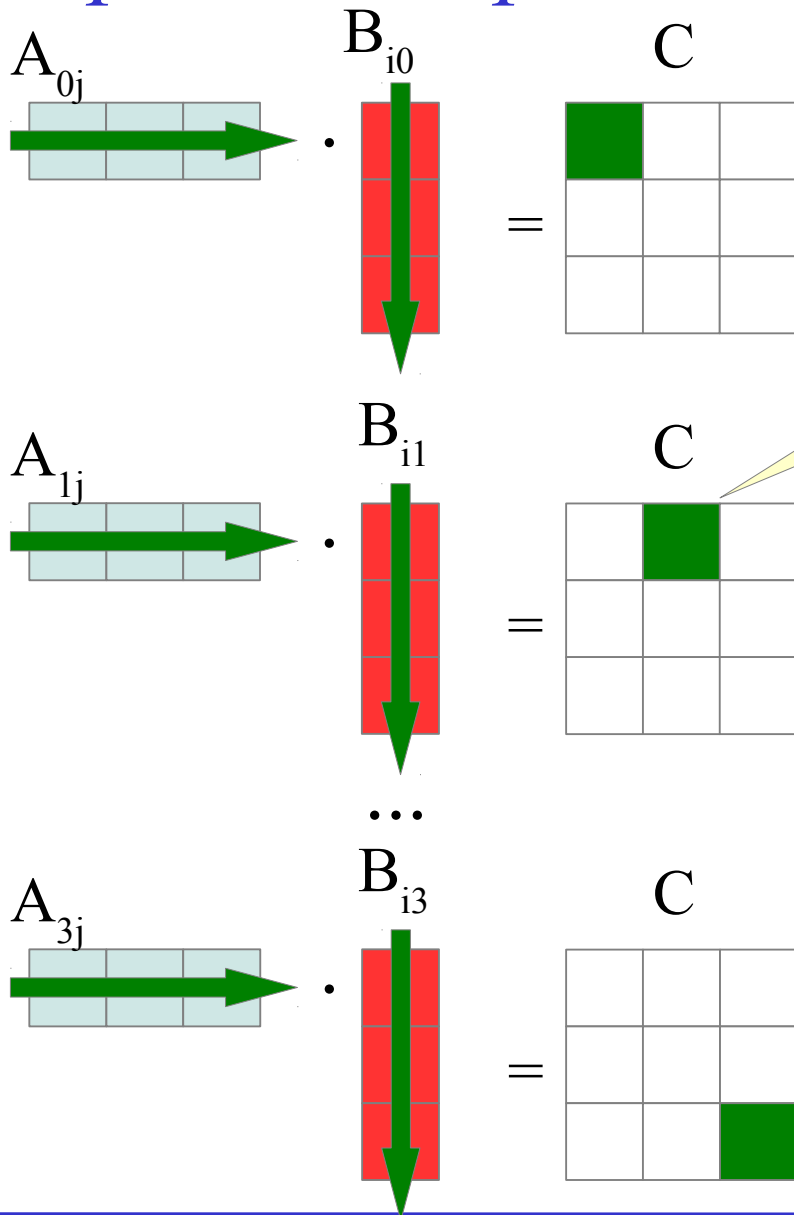 A0j · Bi0 = C
A1j · Bi1 = C
...
A3j · Bi3 = C